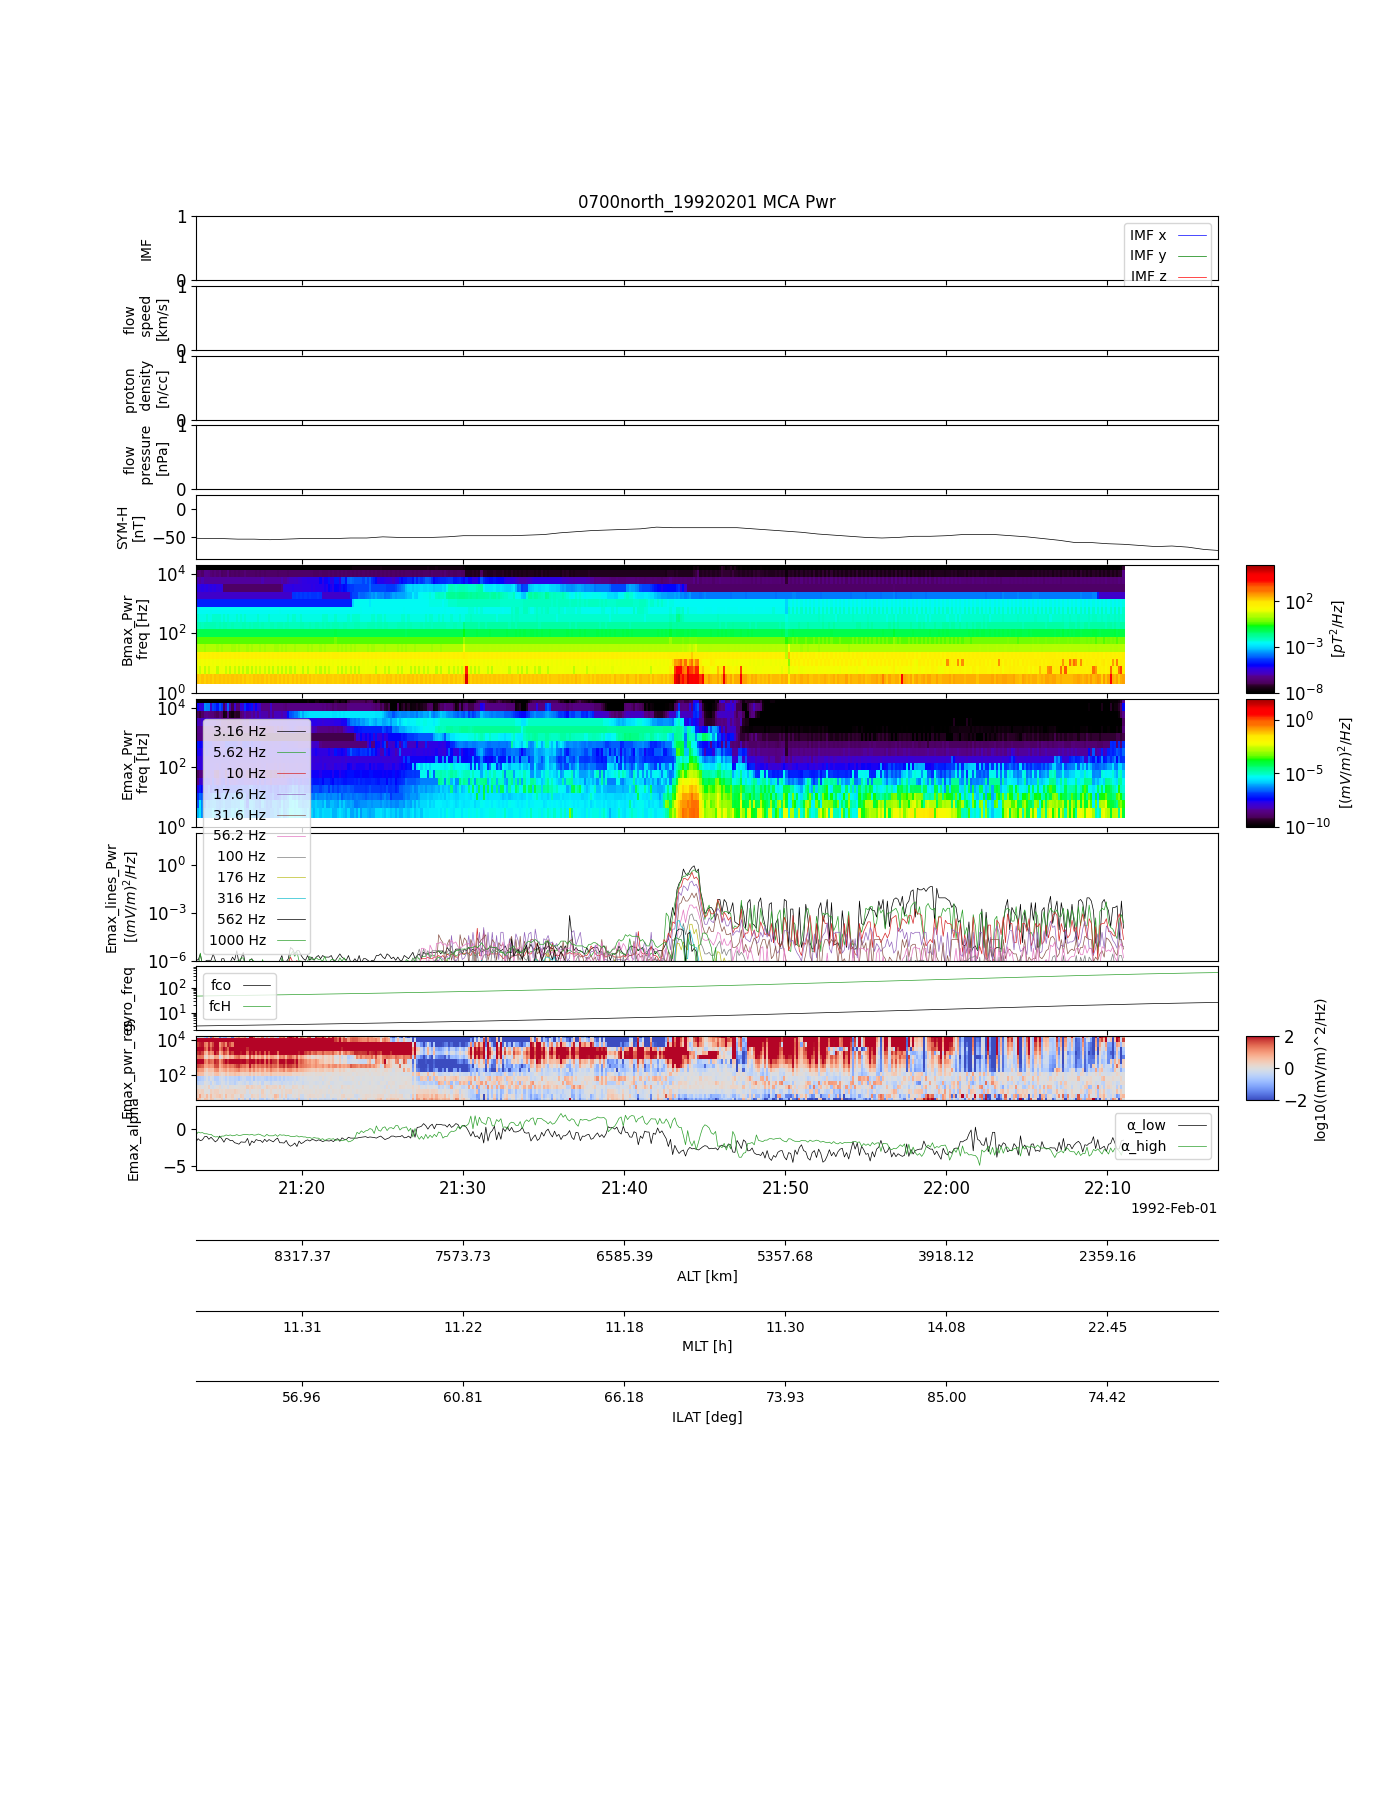 0700north_19920201 MCA Pwr
1
IMF
0
IMF x
IMF y
IMF z
1
flow
speed
[km/s]
0
1
proton
density
[n/cc]
0
1
flow
pressure
[nPa]
0
SYM-H
[nT]
0
−50
Bmax_Pwr
freq [Hz]
10^4
10^2
10^0
10^2
10^−3
10^−8
[pT^2/Hz]
Emax_Pwr
freq [Hz]
10^4
10^2
10^0
10^0
10^−5
10^−10
[(mV/m)^2/Hz]
3.16 Hz
5.62 Hz
10 Hz
17.6 Hz
31.6 Hz
56.2 Hz
100 Hz
176 Hz
316 Hz
562 Hz
1000 Hz
Emax_lines_Pwr
[(mV/m)^2/Hz]
10^0
10^−3
10^−6
gyro_freq
10^2
10^1
fco
fcH
Emax_pwr_reg
10^4
10^2
2
0
−2
log10((mV/m)^2/Hz)
Emax_alpha
0
−5
α_low
α_high
21:20 21:30 21:40 21:50 22:00 22:10
1992-Feb-01
8317.37 7573.73 6585.39 5357.68 3918.12 2359.16
ALT [km]
11.31 11.22 11.18 11.30 14.08 22.45
MLT [h]
56.96 60.81 66.18 73.93 85.00 74.42
ILAT [deg]